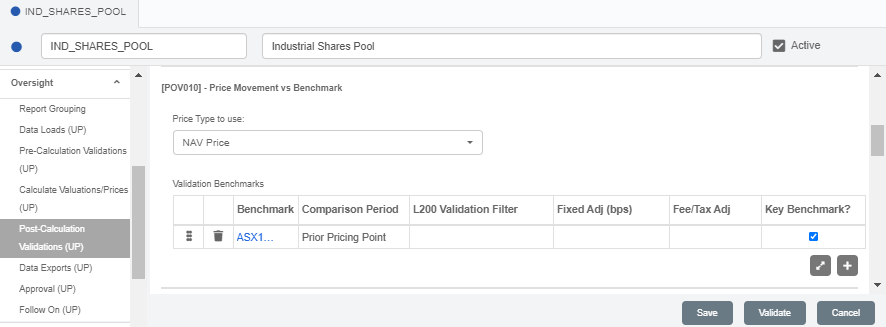 IND_SHARES_POOL
IND_SHARES_POOL
Industrial Shares Pool
Active
Oversight
Report Grouping
Data Loads (UP)
Pre-Calculation Validations
(UP)
Calculate Valuations/Prices
(UP)
Post-Calculation
Validations (UP)
Data Exports (UP)
Approval (UP)
Follow On (UP)
[POV010] - Price Movement vs Benchmark
Price Type to use:
NAV Price
Validation Benchmarks
Benchmark Comparison Period L200 Validation Filter Fixed Adj (bps) Fee/Tax Adj Key Benchmark?
ASX1... Prior Pricing Point
Save Validate Cancel